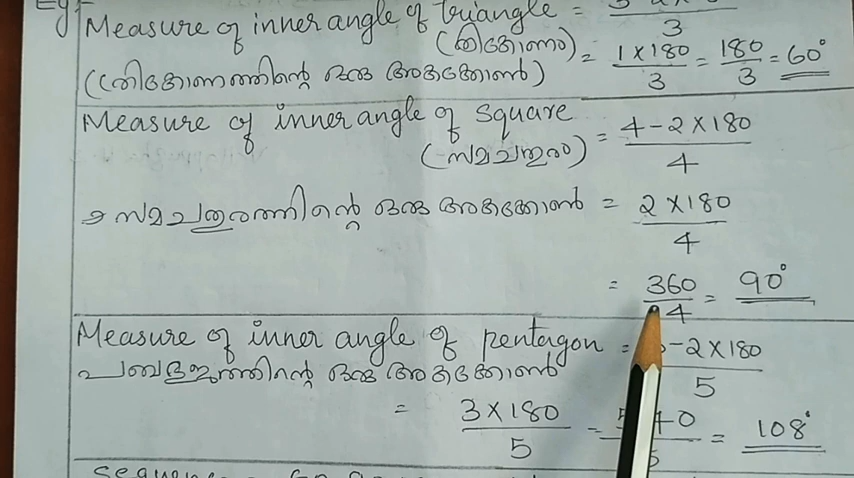 Eg:
Measure of inner angle of triangle =
3
(ത്രികോണം) = 1 × 180 / 3 = 180 / 3 = 60°
(ത്രികോണത്തിന്റെ ഒരു അകക്കോൺ)
Measure of inner angle of square = 4 - 2 × 180 / 4
(സമചതുരം)
സമചതുരത്തിന്റെ ഒരു അകക്കോൺ = 2 × 180 / 4
= 360 / 4 = 90°
Measure of inner angle of pentagon = - 2 × 180 / 5
പഞ്ചഭുജത്തിന്റെ ഒരു അകക്കോൺ
= 3 × 180 / 5 = = 108°